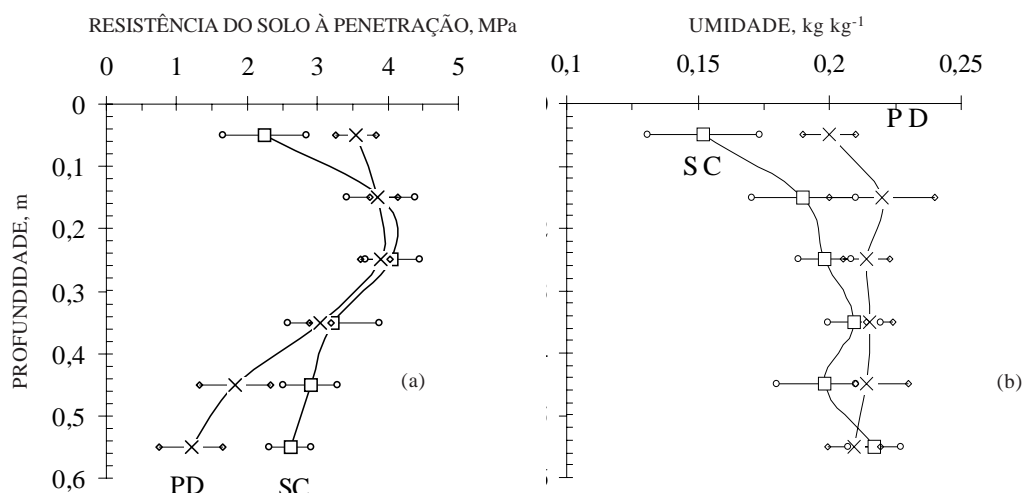 RESISTÊNCIA DO SOLO À PENETRAÇÃO, MPa
0 1 2 3 4 5
PROFUNDIDADE, m
0
0,1
0,2
0,3
0,4
0,5
0,6
(a)
PD SC
UMIDADE, kg kg⁻¹
0,1 0,15 0,2 0,25
PD
SC
(b)